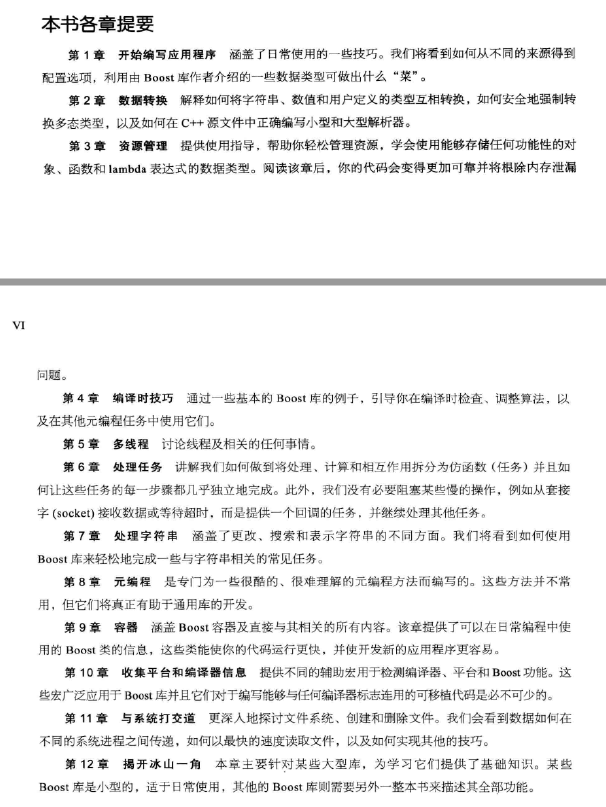 本书各章提要
第 1 章 开始编写应用程序 涵盖了日常使用的一些技巧。我们将看到如何从不同的来源得到
配置选项，利用由 Boost 库作者介绍的一些数据类型可做出什么“菜”。
第 2 章 数据转换 解释如何将字符串、数值和用户定义的类型互相转换，如何安全地强制转
换多态类型，以及如何在 C++ 源文件中正确编写小型和大型解析器。
第 3 章 资源管理 提供使用指导，帮助你轻松管理资源，学会使用能够存储任何功能性的对
象、函数和 lambda 表达式的数据类型。阅读该章后，你的代码会变得更加可靠并将根除内存泄漏
VI
问题。
第 4 章 编译时技巧 通过一些基本的 Boost 库的例子，引导你在编译时检查、调整算法，以
及在其他元编程任务中使用它们。
第 5 章 多线程 讨论线程及相关的任何事情。
第 6 章 处理任务 讲解我们如何做到将处理、计算和相互作用拆分为仿函数（任务）并且如
何让这些任务的每一步骤都几乎独立地完成。此外，我们没有必要阻塞某些慢的操作，例如从套接
字 (socket) 接收数据或等待超时，而是提供一个回调的任务，并继续处理其他任务。
第 7 章 处理字符串 涵盖了更改、搜索和表示字符串的不同方面。我们将看到如何使用
Boost 库来轻松地完成一些与字符串相关的常见任务。
第 8 章 元编程 是专门为一些很酷的、很难理解的元编程方法而编写的。这些方法并不常
用，但它们将真正有助于通用库的开发。
第 9 章 容器 涵盖 Boost 容器及直接与其相关的所有内容。该章提供了可以在日常编程中使
用的 Boost 类的信息，这些类能使你的代码运行更快，并使开发新的应用程序更容易。
第 10 章 收集平台和编译器信息 提供不同的辅助宏用于检测编译器、平台和 Boost 功能。这
些宏广泛应用于 Boost 库并且它们对于编写能够与任何编译器标志连用的可移植代码是必不可少的。
第 11 章 与系统打交道 更深入地探讨文件系统、创建和删除文件。我们会看到数据如何在
不同的系统进程之间传递，如何以最快的速度读取文件，以及如何实现其他的技巧。
第 12 章 揭开冰山一角 本章主要针对某些大型库，为学习它们提供了基础知识。某些
Boost 库是小型的，适于日常使用，其他的 Boost 库则需要另外一整本书来描述其全部功能。